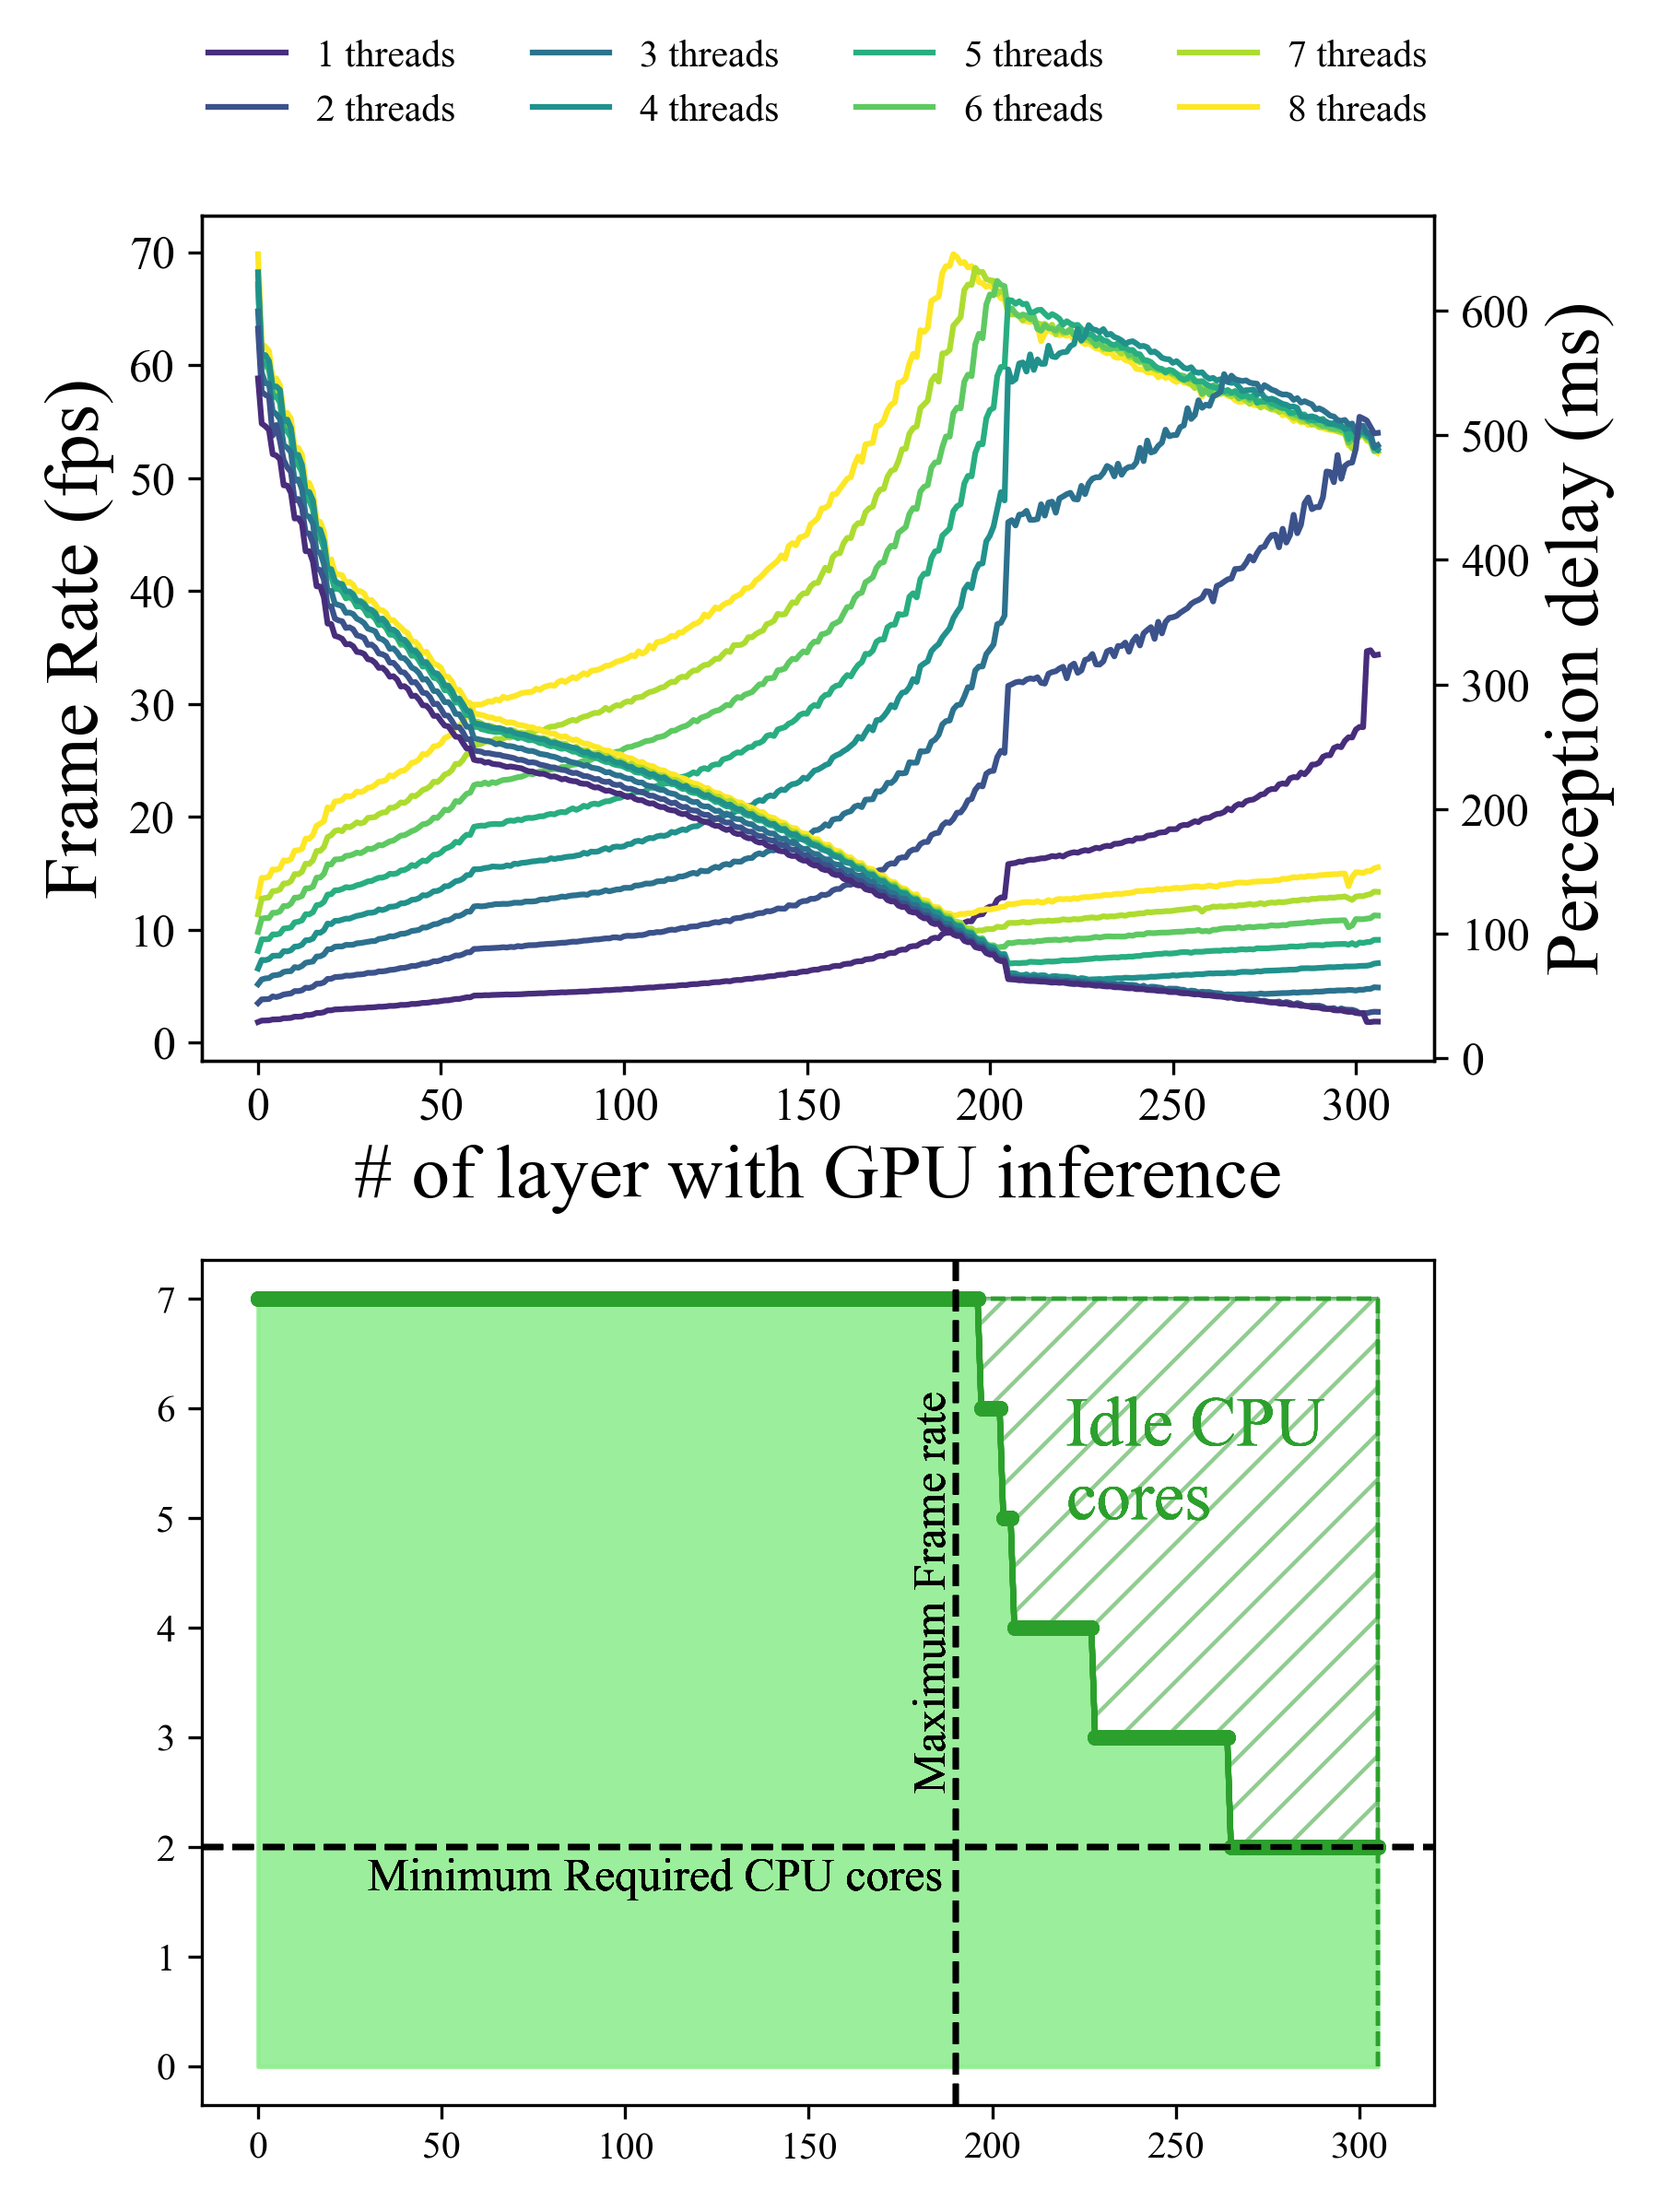 1 threads
3 threads
5 threads
7 threads
2 threads
4 threads
6 threads
8 threads
70
60
50
40
30
20
10
0
Frame Rate (fps)
600
500
400
300
200
100
0
Perception delay (ms)
0
50
100
150
200
250
300
# of layer with GPU inference
7
6
5
4
3
2
1
0
Idle CPU
cores
Maximum Frame rate
Minimum Required CPU cores
0
50
100
150
200
250
300